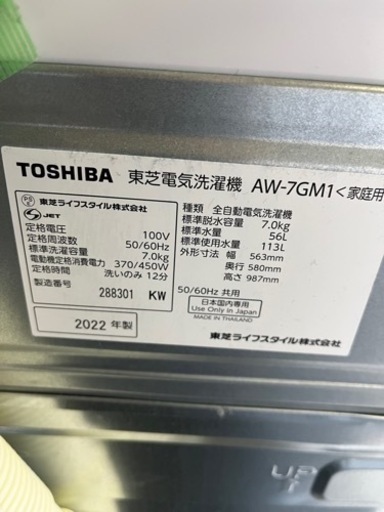 TOSHIBA 東芝電気洗濯機 AW-7GM1<家庭用
PS E 東芝ライフスタイル株式会社
JET
定格電圧 100V
定格周波数 50/60Hz
標準洗濯容量 7.0kg
電動機定格消費電力 370/450W
洗いのみ 12分
製造番号 288301 KW
2022 年製
種類 全自動電気洗濯機
標準脱水容量 7.0kg
標準水量 56L
標準使用水量 113L
外形寸法 幅 563mm
奥行 580mm
高さ 987mm
50/60Hz 共用
日本国内専用
Use Only in Japan
MADE IN THAILAND
東芝ライフスタイル株式会社
UP